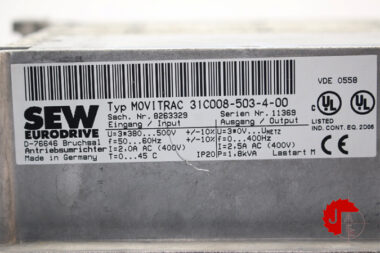 VDE 0558
Typ MOVITRAC 31C008-503-4-00
Sach. Nr. 8263329 Serien Nr. 11369
Eingang / Input Ausgang / Output
U=3*380...500V +/-10% U=3*0V...UNETZ
f=50...60Hz +/-10% f=0...400Hz
I=2.0A AC (400V) I=2.5A AC (400V)
T=0...45 C IP20 P=1.8kVA Lastart M
SEW
EURODRIVE
D-76646 Bruchsal
Antriebsumrichter
Made in Germany
UL UL
LISTED
IND. CONT. EQ. 2D06